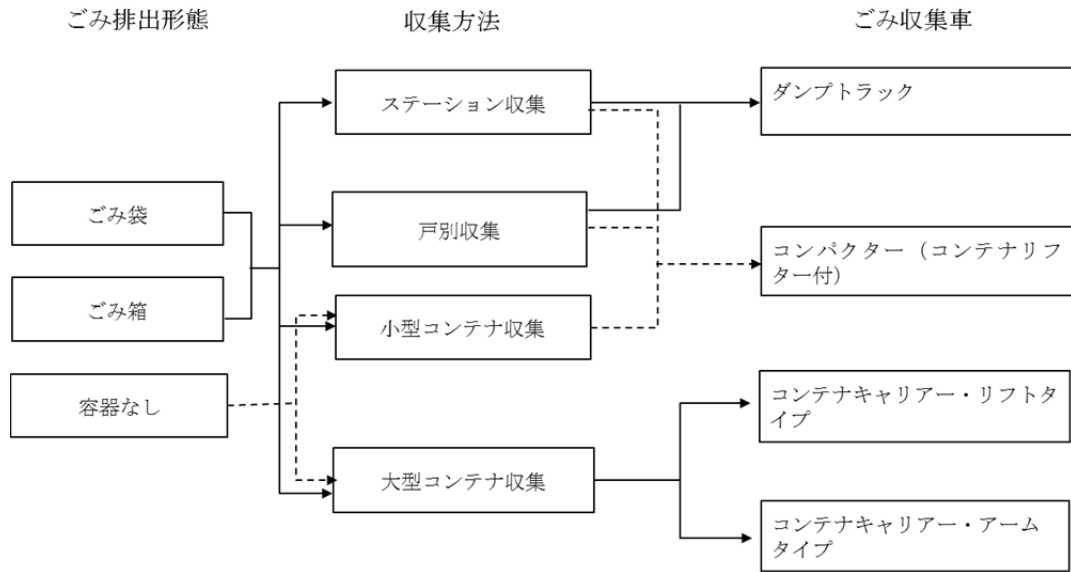 ごみ排出形態
収集方法
ごみ収集車
ステーション収集
ダンプトラック
ごみ袋
戸別収集
コンパクター（コンテナリフ
ター付）
ごみ箱
小型コンテナ収集
容器なし
コンテナキャリアー・リフトタ
イプ
大型コンテナ収集
コンテナキャリアー・アーム
タイプ